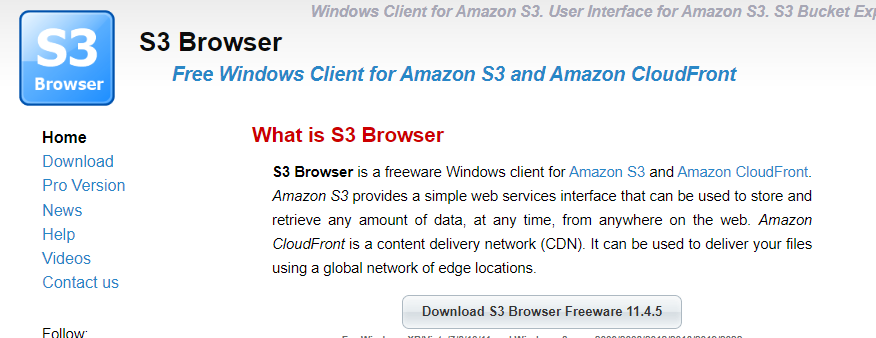 Windows Client for Amazon S3. User Interface for Amazon S3. S3 Bucket
S3
Browser
S3 Browser
Free Windows Client for Amazon S3 and Amazon CloudFront
Home
Download
Pro Version
News
Help
Videos
Contact us
Follow:
What is S3 Browser
S3 Browser is a freeware Windows client for Amazon S3 and Amazon CloudFront.
Amazon S3 provides a simple web services interface that can be used to store and
retrieve any amount of data, at any time, from anywhere on the web. Amazon
CloudFront is a content delivery network (CDN). It can be used to deliver your files
using a global network of edge locations.
Download S3 Browser Freeware 11.4.5